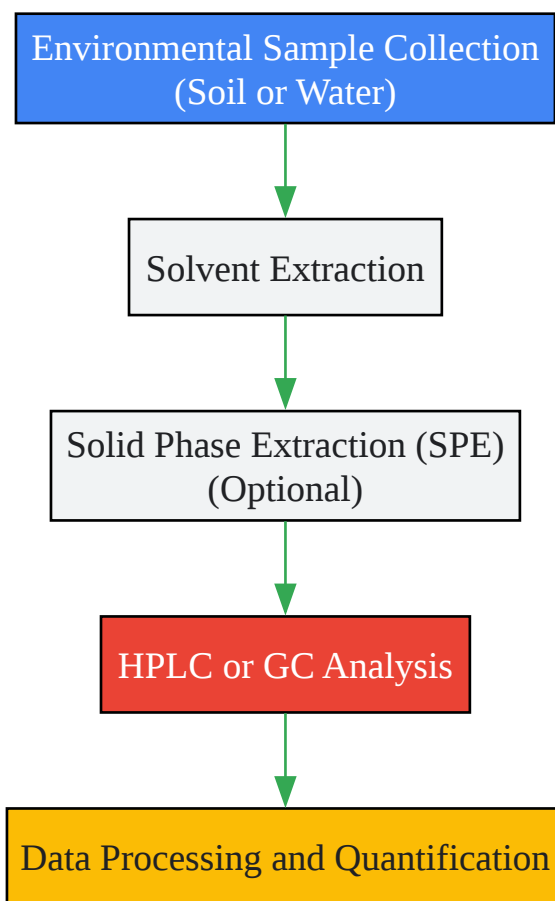 Environmental Sample Collection
(Soil or Water)
Solvent Extraction
Solid Phase Extraction (SPE)
(Optional)
HPLC or GC Analysis
Data Processing and Quantification